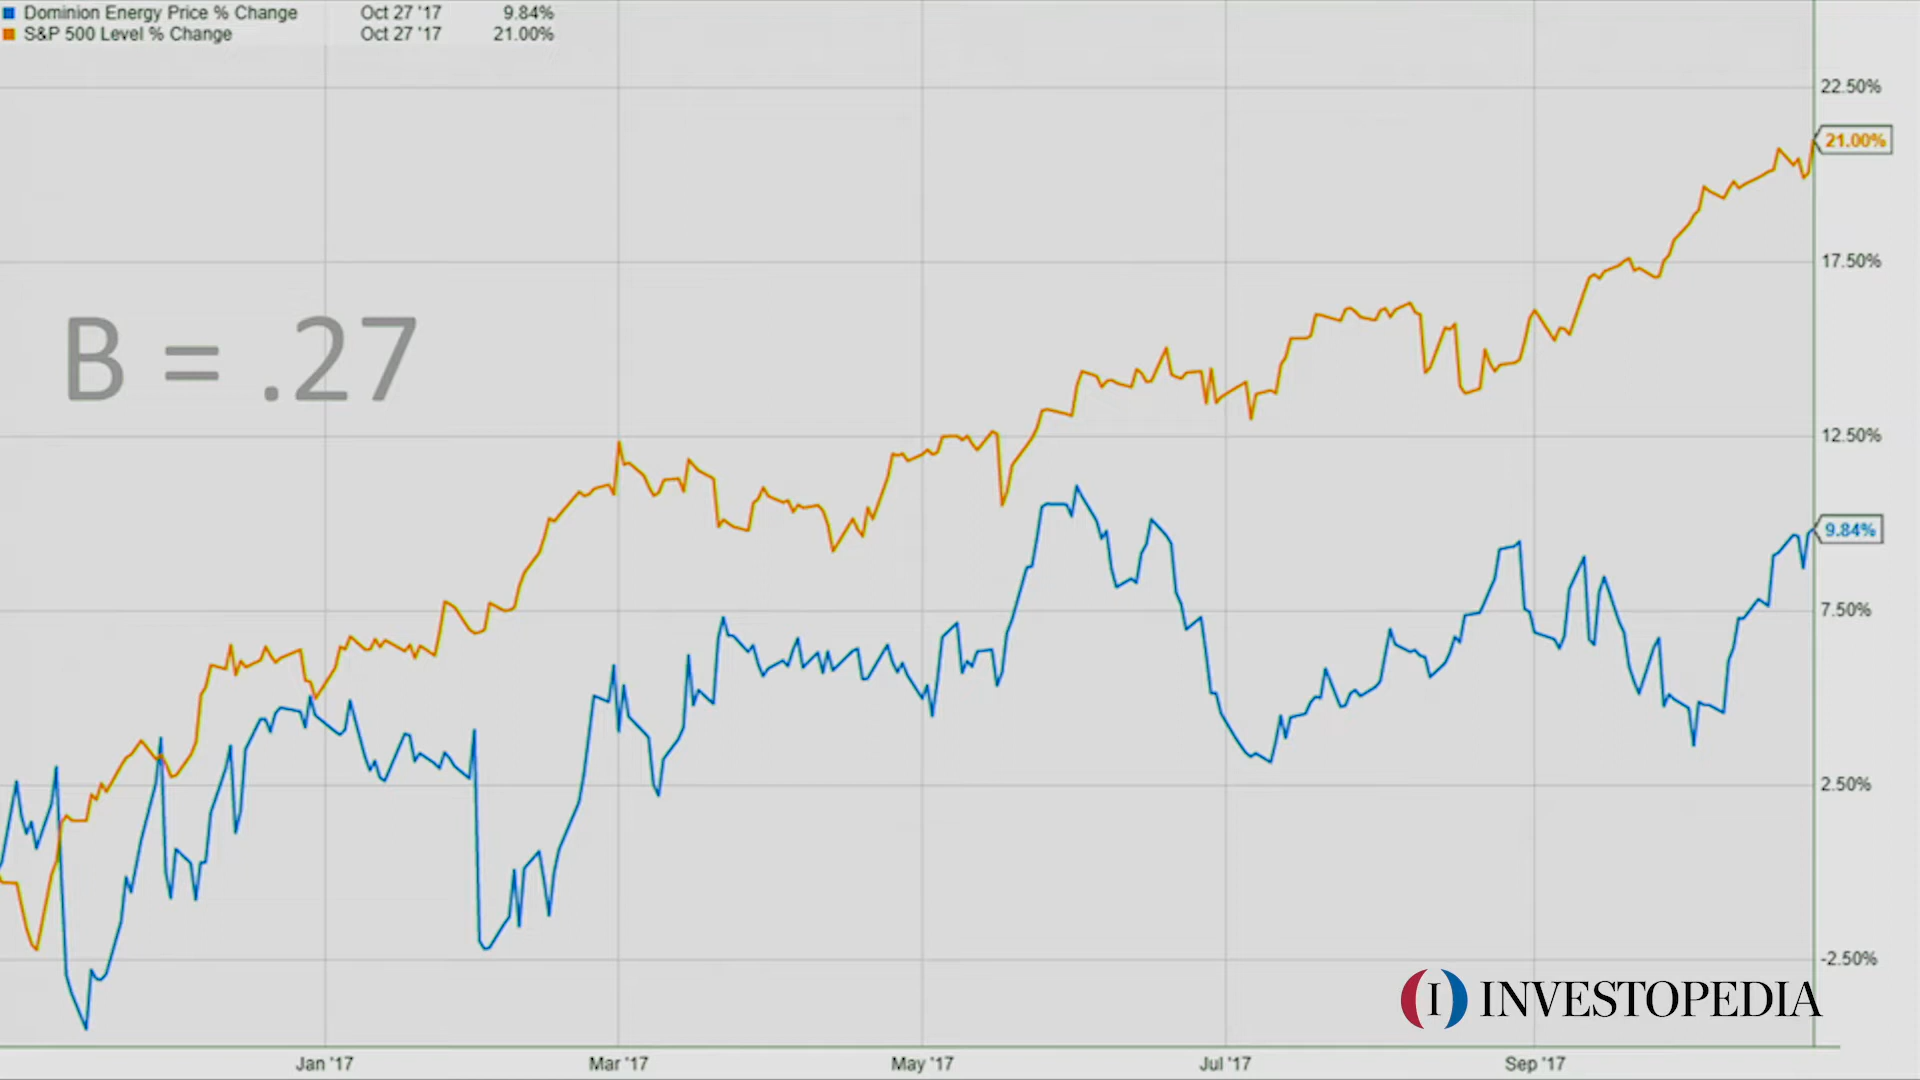 Dominion Energy Price % Change Oct 27 '17 9.84%
S&P 500 Level % Change Oct 27 '17 21.00%
22.50%
21.00%
17.50%
B = .27
12.50%
9.84%
7.50%
2.50%
-2.50%
INVESTOPEDIA
Jan '17 Mar '17 May '17 Jul '17 Sep '17